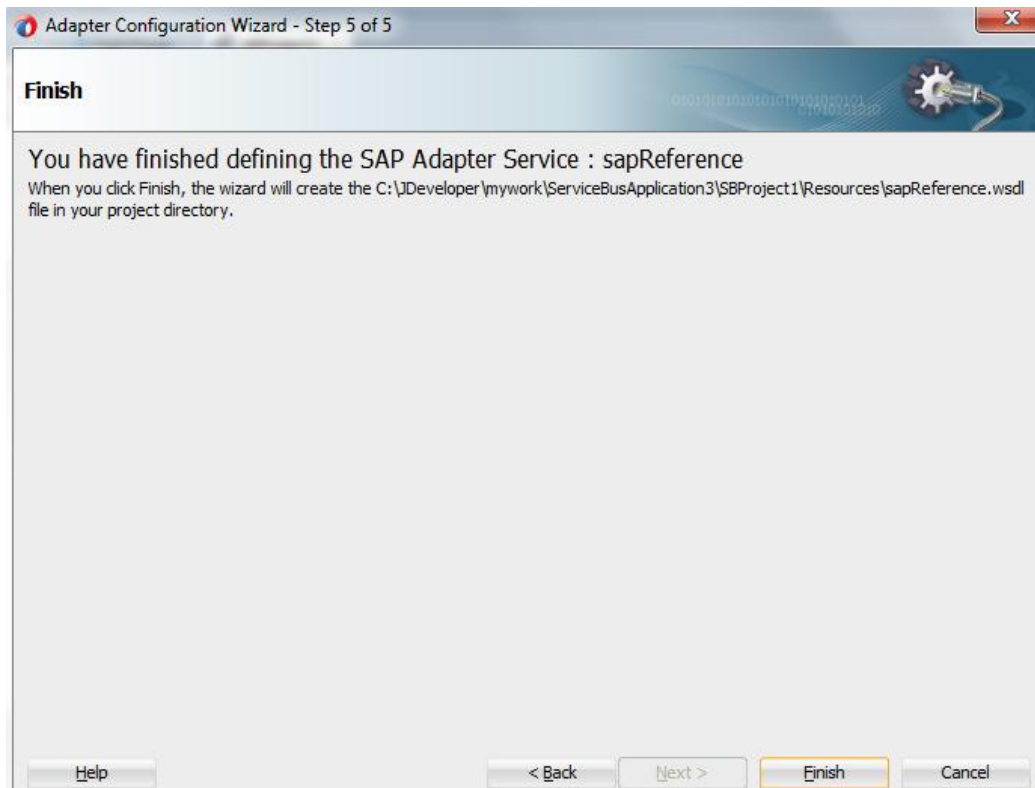 Adapter Configuration Wizard - Step 5 of 5
Finish
You have finished defining the SAP Adapter Service : sapReference
When you click Finish, the wizard will create the C:\JDeveloper\mywork\ServiceBusApplication3\SBProject1\Resources\sapReference.wsdl
file in your project directory.
Help
< Back
Next >
Finish
Cancel